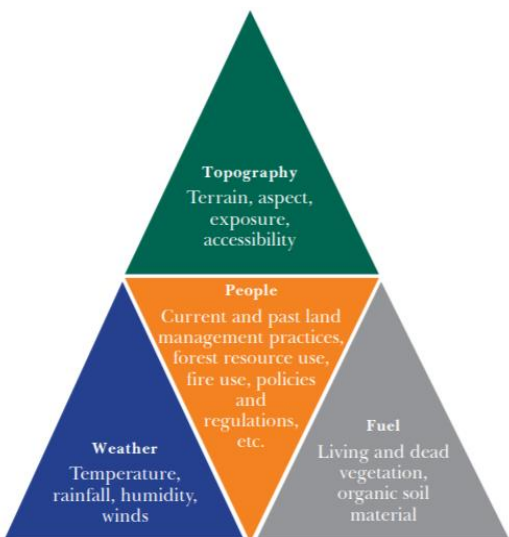 Topography
Terrain, aspect,
exposure,
accessibility
People
Current and past land
management practices,
forest resource use,
fire use, policies
and
regulations,
etc.
Weather
Temperature,
rainfall, humidity,
winds
Fuel
Living and dead
vegetation,
organic soil
material